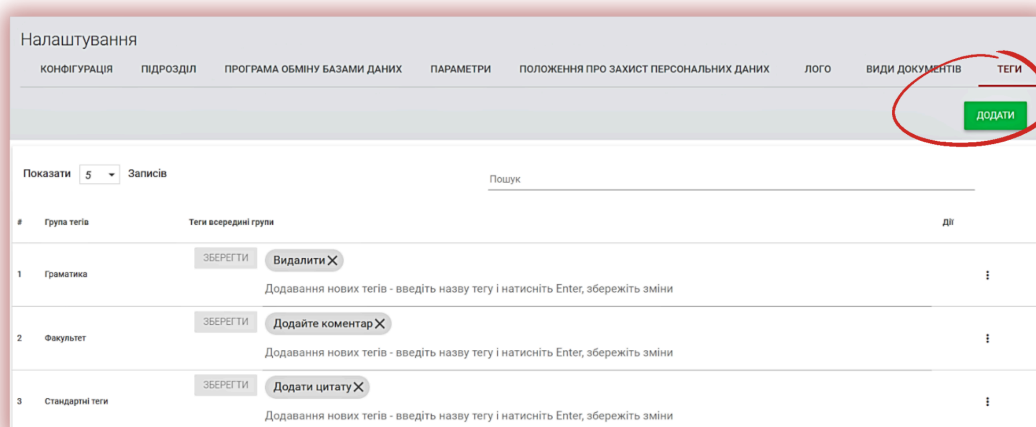 Налаштування
КОНФІГУРАЦІЯ ПІДРОЗДІЛ ПРОГРАМА ОБМІНУ БАЗАМИ ДАНИХ ПАРАМЕТРИ ПОЛОЖЕННЯ ПРО ЗАХИСТ ПЕРСОНАЛЬНИХ ДАНИХ ЛОГО ВИДИ ДОКУМЕНТІВ ТЕГИ
ДОДАТИ
Показати 5 Записів
Пошук
# Група тегів Теги всередині групи Дії
ЗБЕРЕГТИ Видалити X
1 Граматика
Додавання нових тегів - введіть назву тегу і натисніть Enter, збережіть зміни
ЗБЕРЕГТИ Додайте коментар X
2 Факультет
Додавання нових тегів - введіть назву тегу і натисніть Enter, збережіть зміни
ЗБЕРЕГТИ Додати цитату X
3 Стандартні теги
Додавання нових тегів - введіть назву тегу і натисніть Enter, збережіть зміни